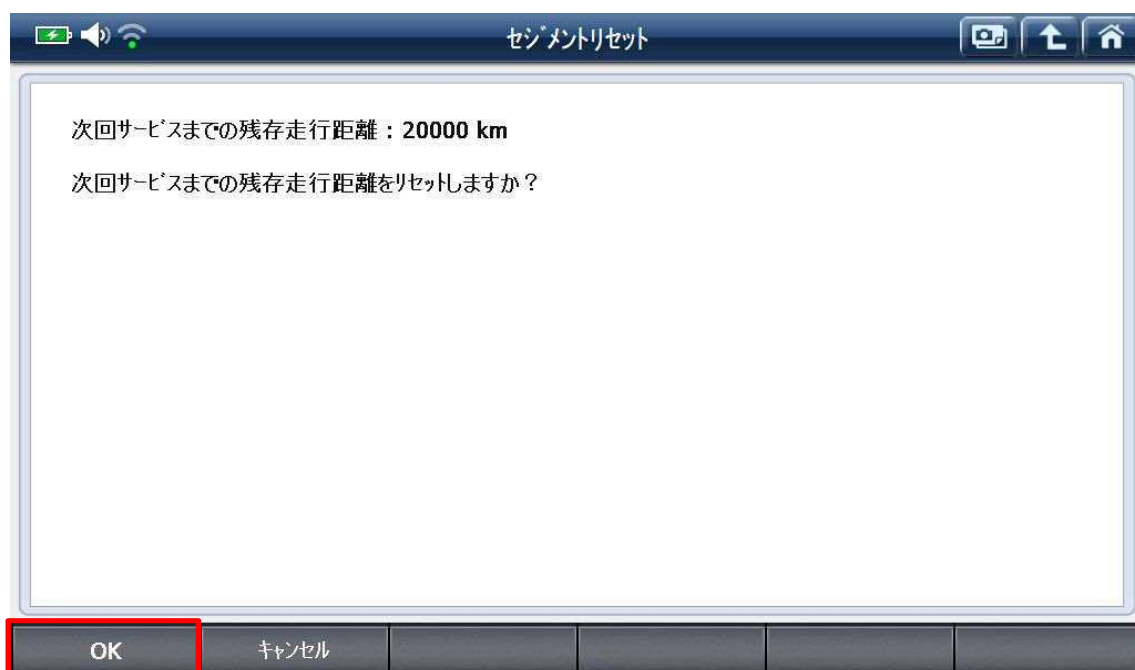 セジメントリセット
次回サービスまでの残存走行距離：20000 km
次回サービスまでの残存走行距離をリセットしますか？
OK
キャンセル